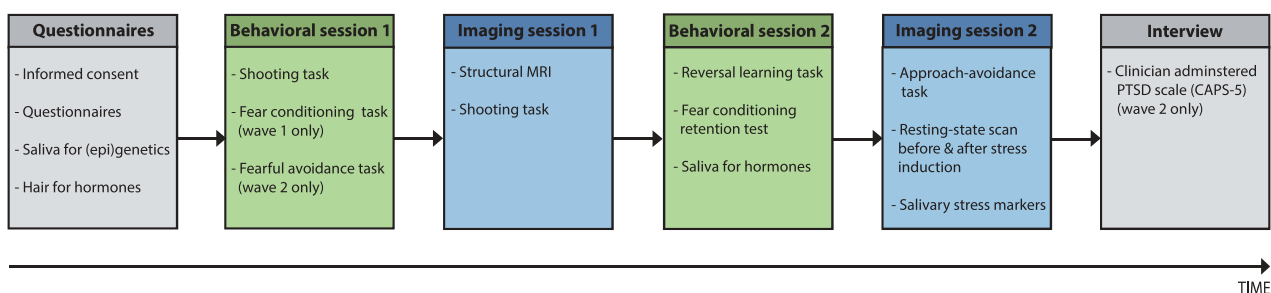 Questionnaires
- Informed consent
- Questionnaires
- Saliva for (epi)genetics
- Hair for hormones
Behavioral session 1
- Shooting task
- Fear conditioning task
(wave 1 only)
- Fearful avoidance task
(wave 2 only)
Imaging session 1
- Structural MRI
- Shooting task
Behavioral session 2
- Reversal learning task
- Fear conditioning
retention test
- Saliva for hormones
Imaging session 2
- Approach-avoidance
task
- Resting-state scan
before & after stress
induction
- Salivary stress markers
Interview
- Clinician adminstered
PTSD scale (CAPS-5)
(wave 2 only)
TIME